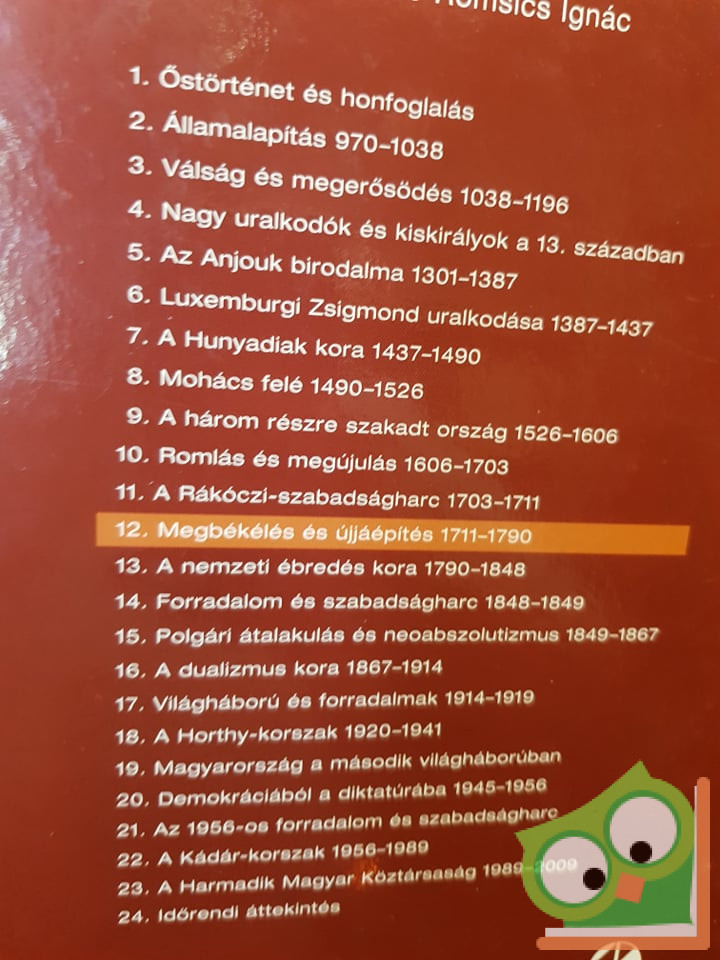 Romsics Ignác
1. Őstörténet és honfoglalás
2. Államalapítás 970–1038
3. Válság és megerősödés 1038–1196
4. Nagy uralkodók és kiskirályok a 13. században
5. Az Anjouk birodalma 1301–1387
6. Luxemburgi Zsigmond uralkodása 1387–1437
7. A Hunyadiak kora 1437–1490
8. Mohács felé 1490–1526
9. A három részre szakadt ország 1526–1606
10. Romlás és megújulás 1606–1703
11. A Rákóczi-szabadságharc 1703–1711
12. Megbékélés és újjáépítés 1711–1790
13. A nemzeti ébredés kora 1790–1848
14. Forradalom és szabadságharc 1848–1849
15. Polgári átalakulás és neoabszolutizmus 1849–1867
16. A dualizmus kora 1867–1914
17. Világháború és forradalmak 1914–1919
18. A Horthy-korszak 1920–1941
19. Magyarország a második világháborúban
20. Demokráciából a diktatúrába 1945–1956
21. Az 1956-os forradalom és szabadságharc
22. A Kádár-korszak 1956–1989
23. A Harmadik Magyar Köztársaság 1989–2009
24. Időrendi áttekintés